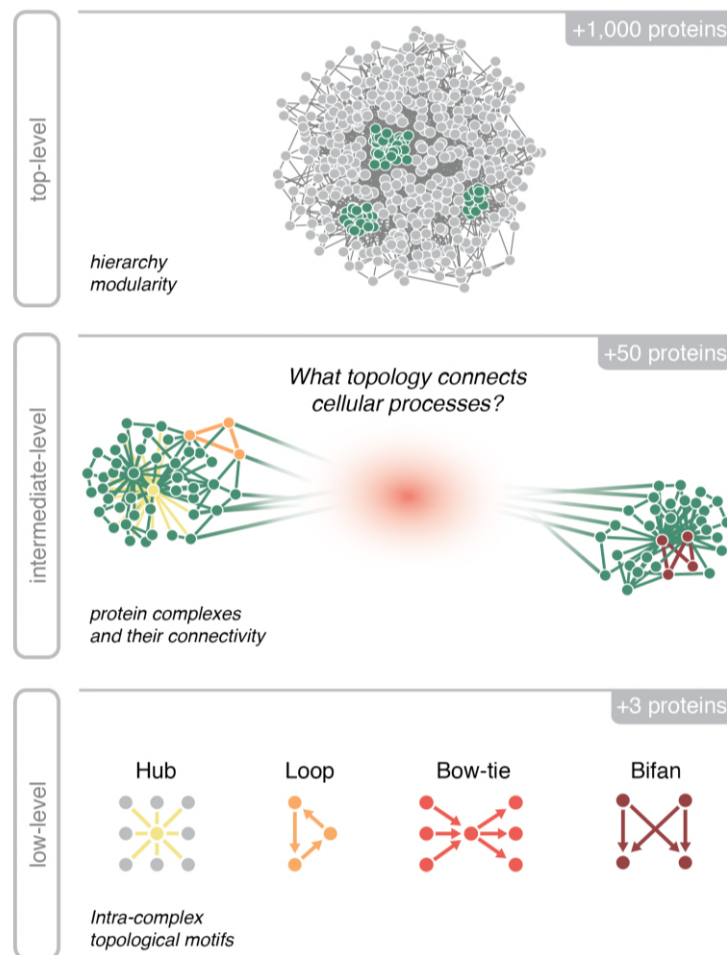 +1,000 proteins
top-level
hierarchy
modularity
+50 proteins
What topology connects
cellular processes?
intermediate-level
protein complexes
and their connectivity
+3 proteins
Hub Loop Bow-tie Bifan
low-level
Intra-complex
topological motifs